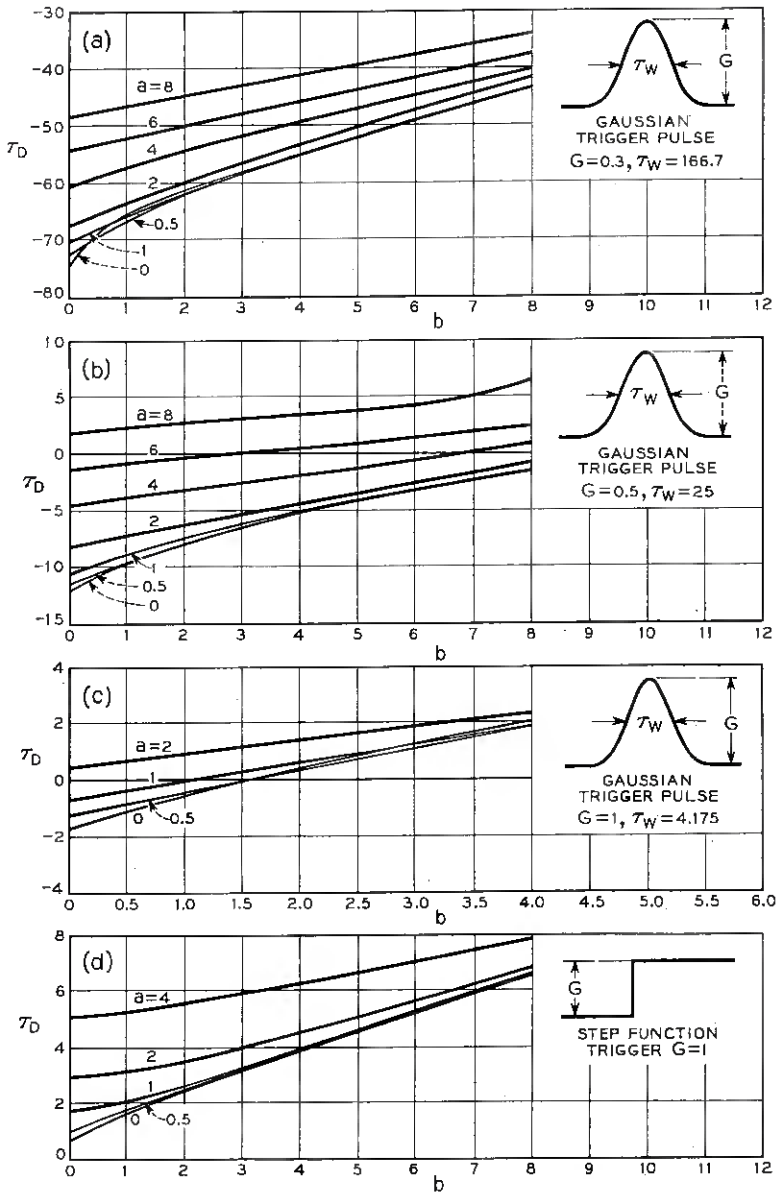 (a)
-30
-40
-50
-60
-70
-80
τD
a=8
6
4
2
0.5
1
0
0 1 2 3 4 5 6 7 8 9 10 11 12
b
τW
G
GAUSSIAN
TRIGGER PULSE
G=0.3, τW=166.7
(b)
10
5
0
-5
-10
-15
τD
a=8
6
4
2
1
0.5
0
0 1 2 3 4 5 6 7 8 9 10 11 12
b
τW
G
GAUSSIAN
TRIGGER PULSE
G=0.5, τW=25
(c)
4
2
0
-2
-4
τD
a=2
1
0 0.5
0 0.5 1.0 1.5 2.0 2.5 3.0 3.5 4.0 4.5 5.0 5.5 6.0
b
τW
G
GAUSSIAN
TRIGGER PULSE
G=1, τW=4.175
(d)
8
6
4
2
0
τD
a=4
2
1
0 0.5
0 1 2 3 4 5 6 7 8 9 10 11 12
b
G
STEP FUNCTION
TRIGGER G=1